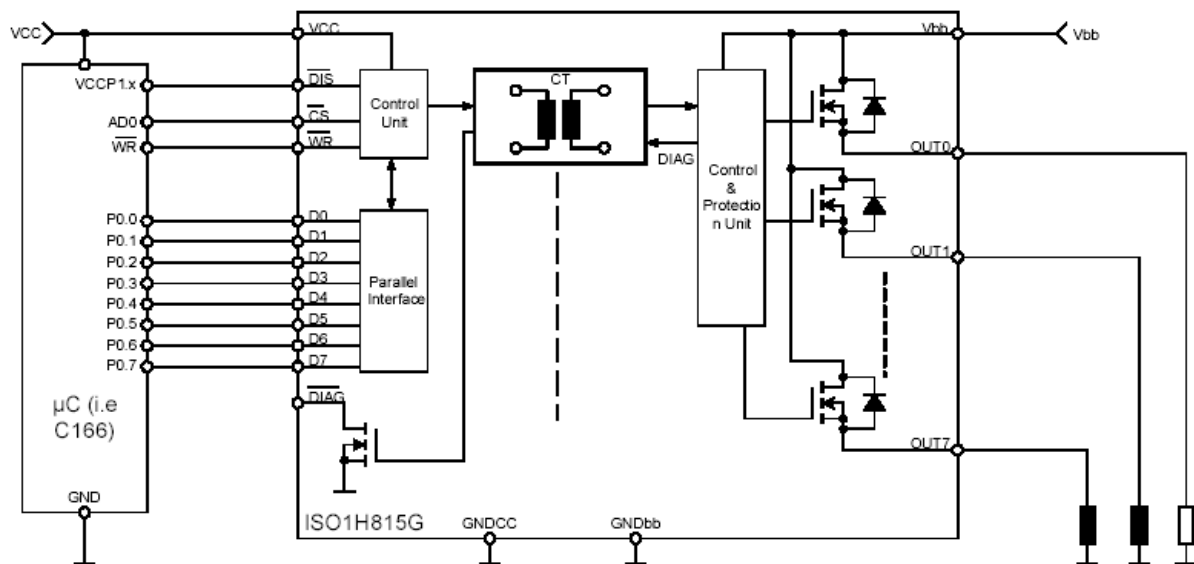 VCC
VCC
Vbb
Vbb
VCCP1.x
DIS
AD0
CS
WR
WR
Control
Unit
CT
DIAG
Control
&
Protectio
n Unit
OUT0
OUT1
OUT7
P0.0
P0.1
P0.2
P0.3
P0.4
P0.5
P0.6
P0.7
D0
D1
D2
D3
D4
D5
D6
D7
Parallel
Interface
DIAG
µC (i.e
C166)
GND
ISO1H815G
GNDCC
GNDbb